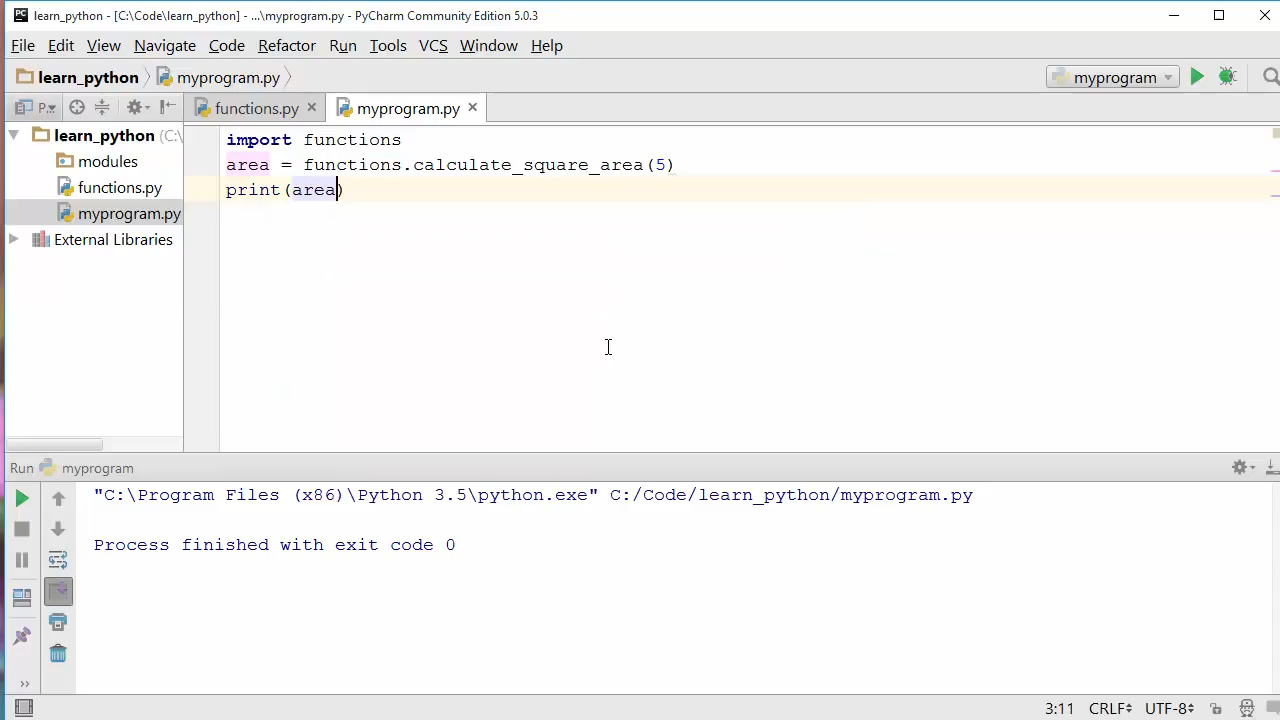 learn_python - [C:\Code\learn_python] - ...\myprogram.py - PyCharm Community Edition 5.0.3
File Edit View Navigate Code Refactor Run Tools VCS Window Help
learn_python myprogram.py myprogram
P functions.py myprogram.py
learn_python (C:\
modules
functions.py
myprogram.py
External Libraries
import functions
area = functions.calculate_square_area(5)
print(area)
Run myprogram
"C:\Program Files (x86)\Python 3.5\python.exe" C:/Code/learn_python/myprogram.py
Process finished with exit code 0
3:11 CRLF UTF-8